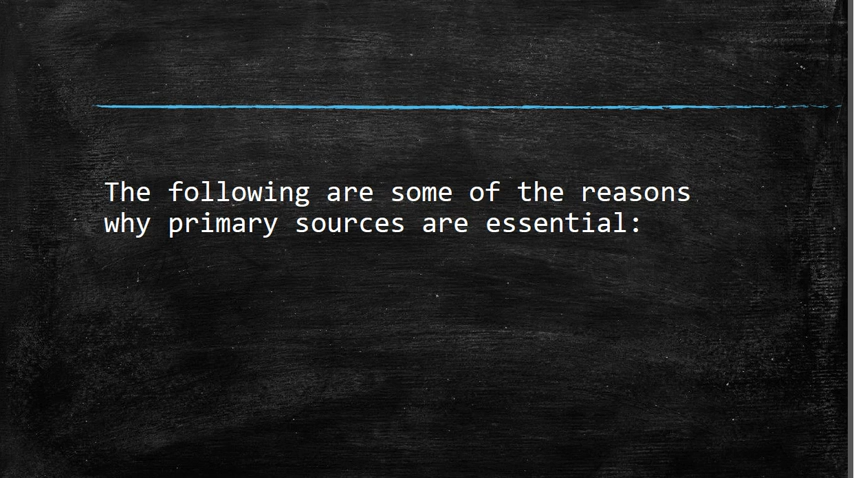 The following are some of the reasons
why primary sources are essential: